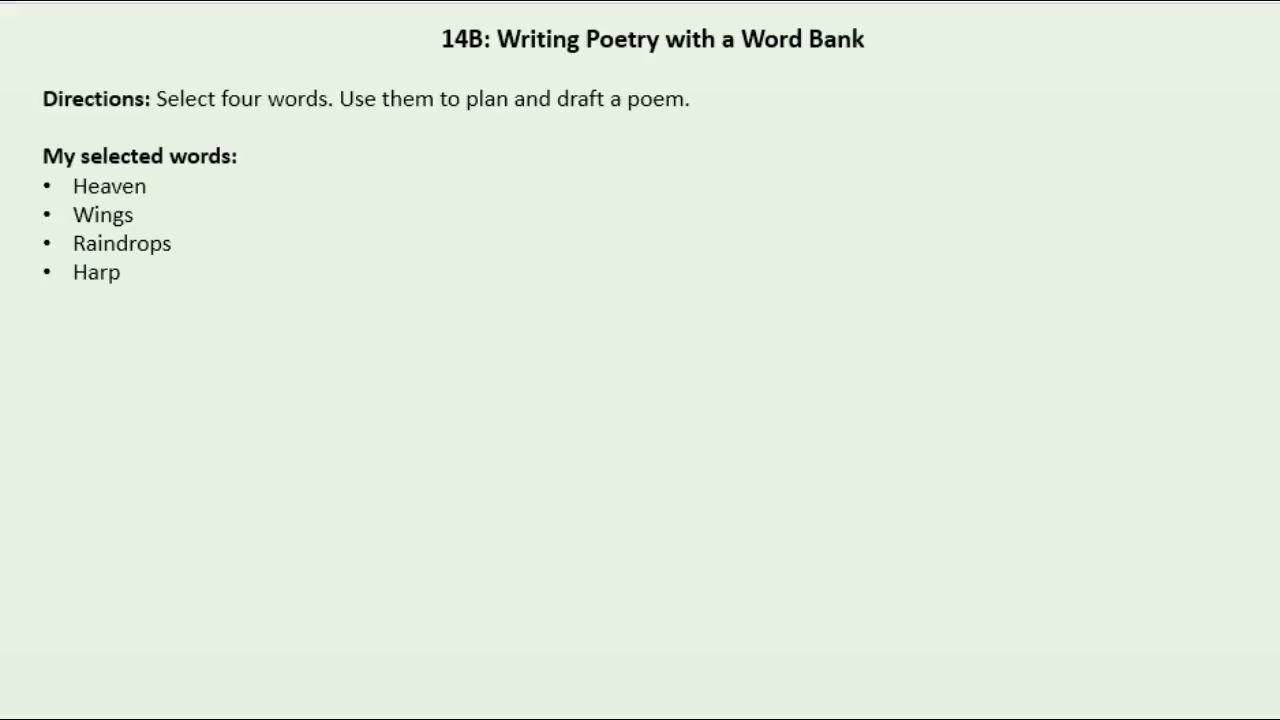 14B: Writing Poetry with a Word Bank
Directions: Select four words. Use them to plan and draft a poem.
My selected words:
• Heaven
• Wings
• Raindrops
• Harp